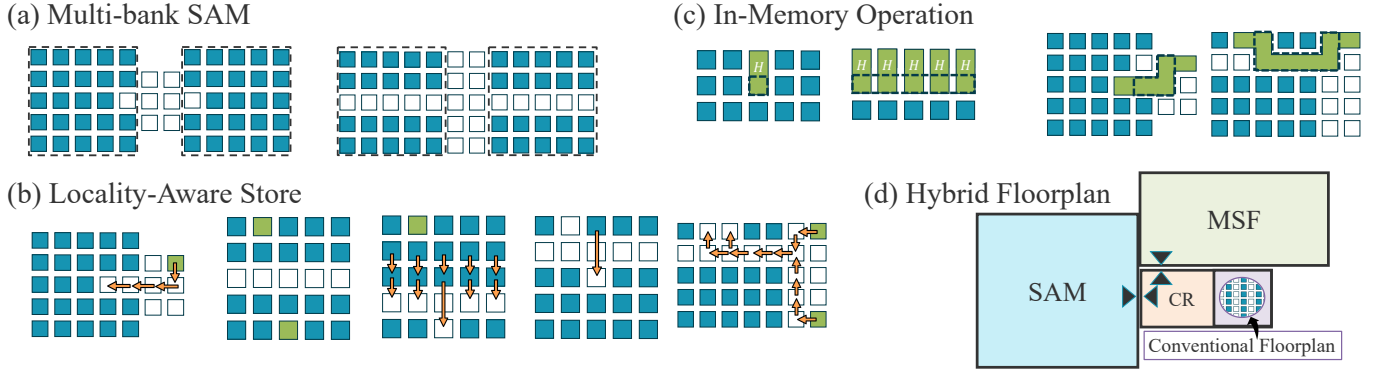 (a) Multi-bank SAM
(c) In-Memory Operation
H
H H H H H
(b) Locality-Aware Store
(d) Hybrid Floorplan
MSF
SAM
CR
Conventional Floorplan